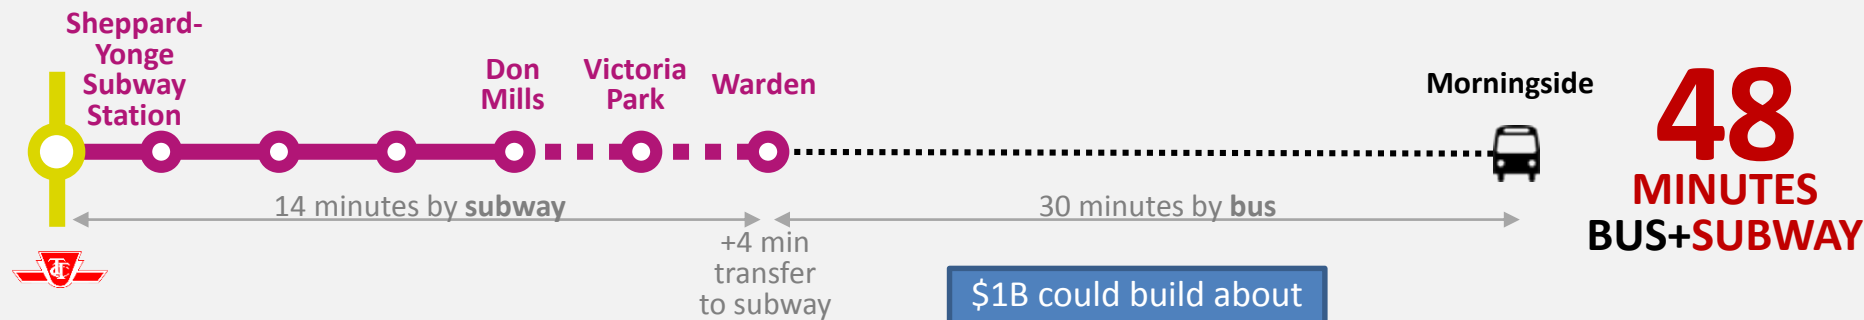 Sheppard-
Yonge
Subway
Station
Don
Mills
Victoria
Park
Warden
Morningside
48
MINUTES
BUS+SUBWAY
14 minutes by subway
30 minutes by bus
+4 min
transfer
to subway
$1B could build about
TTC